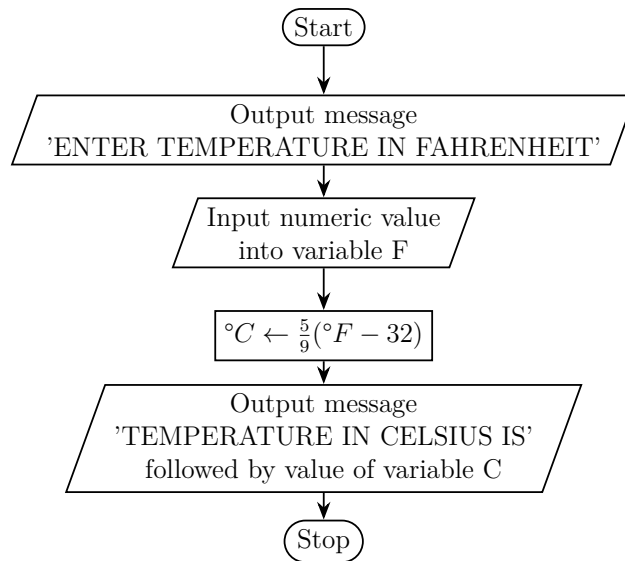 Start
Output message
'ENTER TEMPERATURE IN FAHRENHEIT'
Input numeric value
into variable F
°C ← 5/9(°F − 32)
Output message
'TEMPERATURE IN CELSIUS IS'
followed by value of variable C
Stop